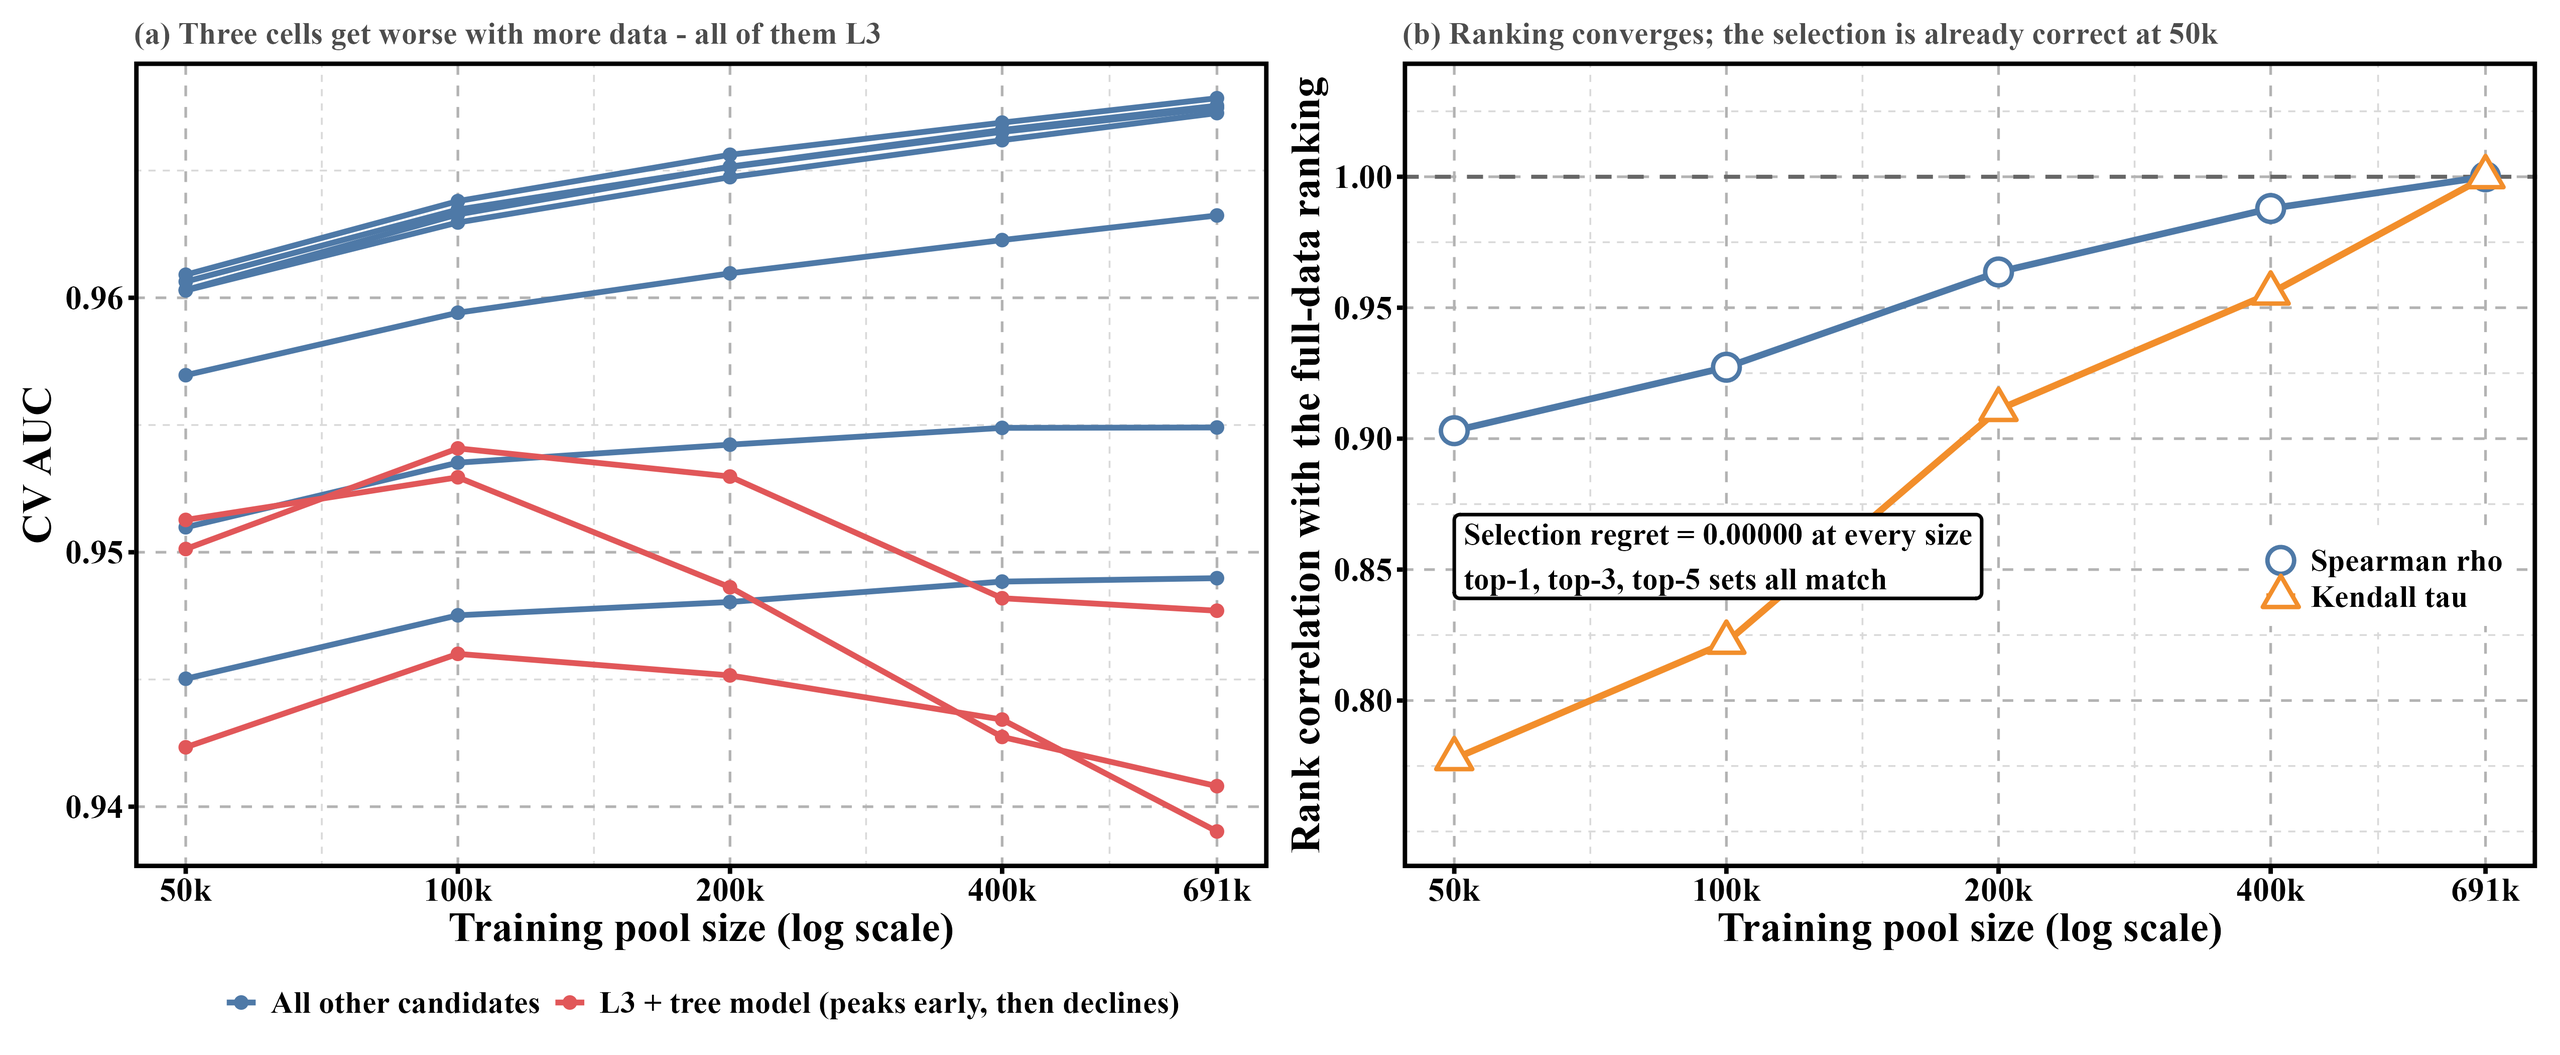 (a) Three cells get worse with more data - all of them L3
CV AUC
0.96
0.95
0.94
50k 100k 200k 400k 691k
Training pool size (log scale)
All other candidates L3 + tree model (peaks early, then declines)
(b) Ranking converges; the selection is already correct at 50k
Rank correlation with the full-data ranking
1.00
0.95
0.90
0.85
0.80
Selection regret = 0.00000 at every size
top-1, top-3, top-5 sets all match
Spearman rho
Kendall tau
50k 100k 200k 400k 691k
Training pool size (log scale)